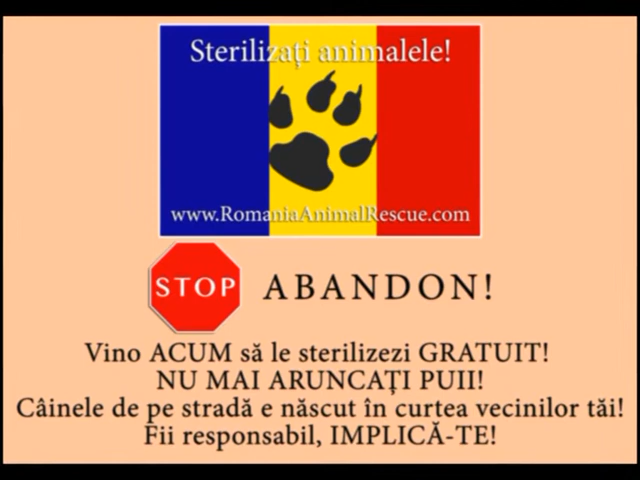 Sterilizați animalele!
www.RomaniaAnimalRescue.com
STOP ABANDON!
Vino ACUM să le sterilizezi GRATUIT!
NU MAI ARUNCAȚI PUII!
Câinele de pe stradă e născut în curtea vecinilor tăi!
Fii responsabil, IMPLICĂ-TE!